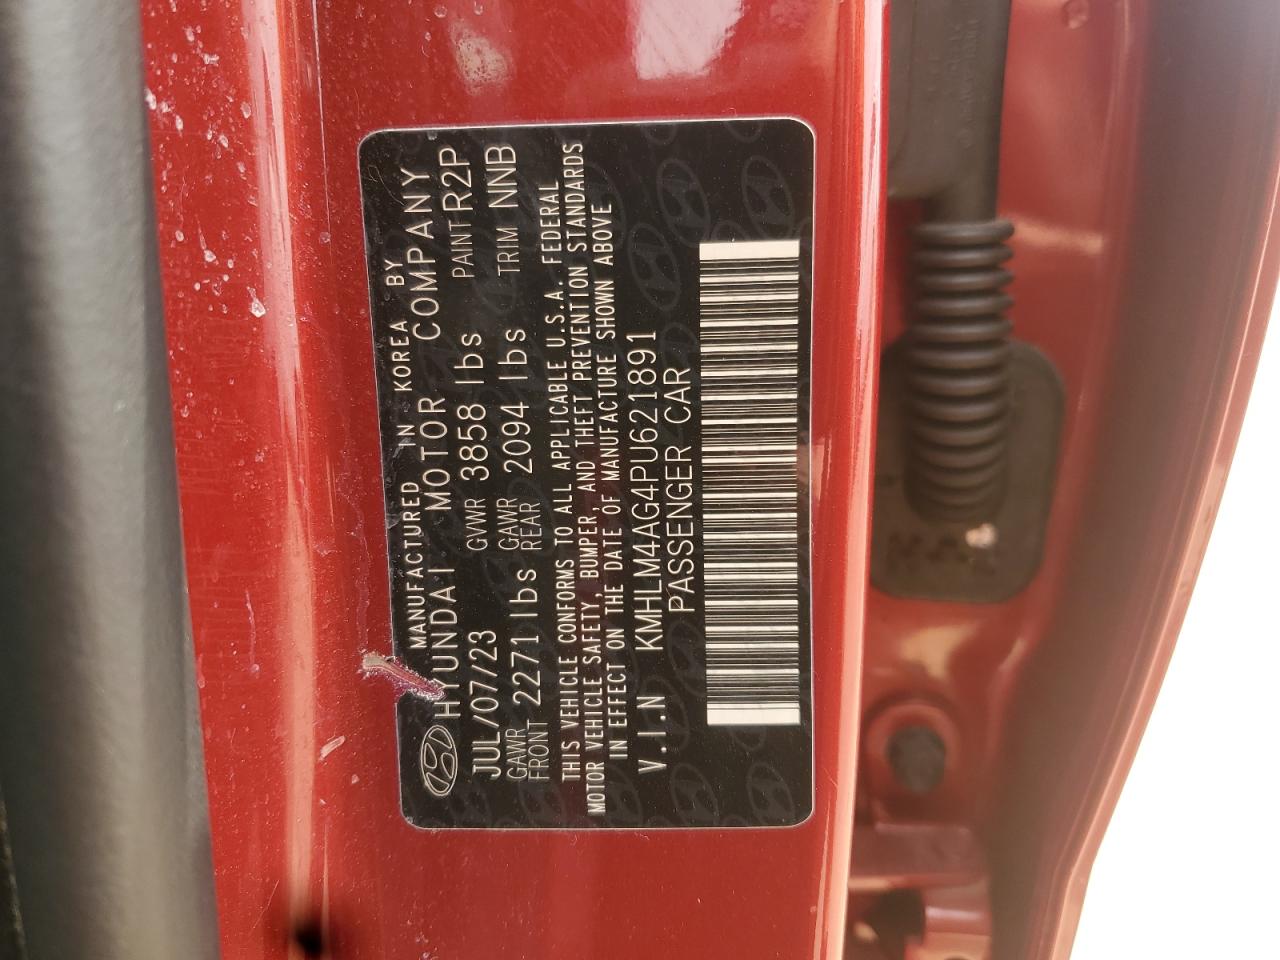 MANUFACTURED IN KOREA BY
HYUNDAI MOTOR COMPANY
JUL/07/23 GVWR 3858 lbs PAINT R2P
GAWR FRONT 2271 lbs GAWR REAR 2094 lbs TRIM NNB
THIS VEHICLE CONFORMS TO ALL APPLICABLE U.S.A. FEDERAL
MOTOR VEHICLE SAFETY, BUMPER, AND THEFT PREVENTION STANDARDS
IN EFFECT ON THE DATE OF MANUFACTURE SHOWN ABOVE
V.I.N KMHLM4AG4PU621891
PASSENGER CAR